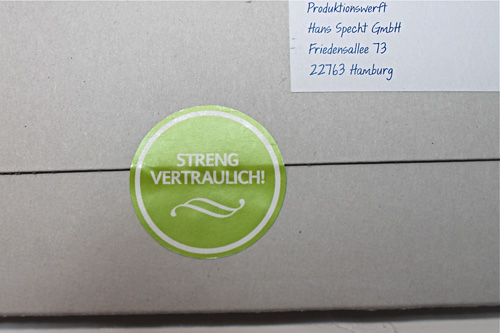 Produktionswerft
Hans Specht GmbH
Friedensallee 73
22763 Hamburg
STRENG
VERTRAULICH!